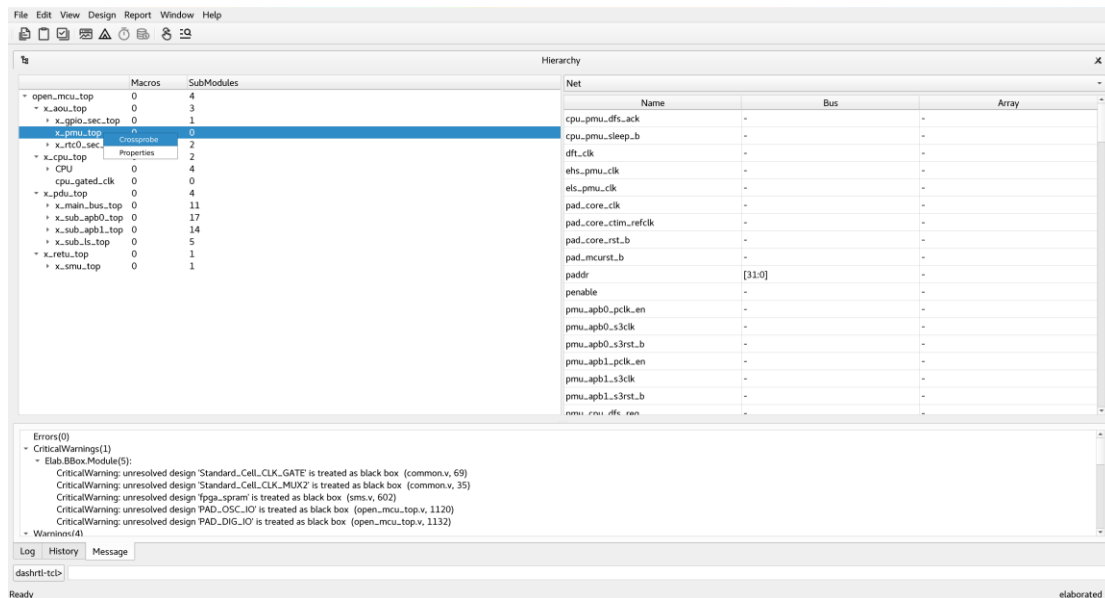 File Edit View Design Report Window Help
Hierarchy
Macros SubModules
open_mcu_top 0 4
x_aou_top 0 3
x_gpio_sec_top 0 1
x_pmu_top 0 0
x_rtc0_sec_ 2
Crossprobe
Properties
x_cpu_top 2
CPU 0 4
cpu_gated_clk 0 0
x_pdu_top 0 4
x_main_bus_top 0 11
x_sub_apb0_top 0 17
x_sub_apb1_top 0 14
x_sub_ls_top 0 5
x_retu_top 0 1
x_smu_top 0 1
Net
Name Bus Array
cpu_pmu_dfs_ack - -
cpu_pmu_sleep_b - -
dft_clk - -
ehs_pmu_clk - -
els_pmu_clk - -
pad_core_clk - -
pad_core_ctim_refclk - -
pad_core_rst_b - -
pad_mcurst_b - -
paddr [31:0] -
penable - -
pmu_apb0_pclk_en - -
pmu_apb0_s3clk - -
pmu_apb0_s3rst_b - -
pmu_apb1_pclk_en - -
pmu_apb1_s3clk - -
pmu_apb1_s3rst_b - -
pmu_cpu_dfs_req - -
Errors(0)
CriticalWarnings(1)
Elab.BBox.Module(5):
CriticalWarning: unresolved design 'Standard_Cell_CLK_GATE' is treated as black box (common.v, 69)
CriticalWarning: unresolved design 'Standard_Cell_CLK_MUX2' is treated as black box (common.v, 35)
CriticalWarning: unresolved design 'fpga_spram' is treated as black box (sms.v, 602)
CriticalWarning: unresolved design 'PAD_OSC_IO' is treated as black box (open_mcu_top.v, 1120)
CriticalWarning: unresolved design 'PAD_DIG_IO' is treated as black box (open_mcu_top.v, 1132)
Warnings(4)
Log History Message
dashrtl-tcl>
Ready elaborated